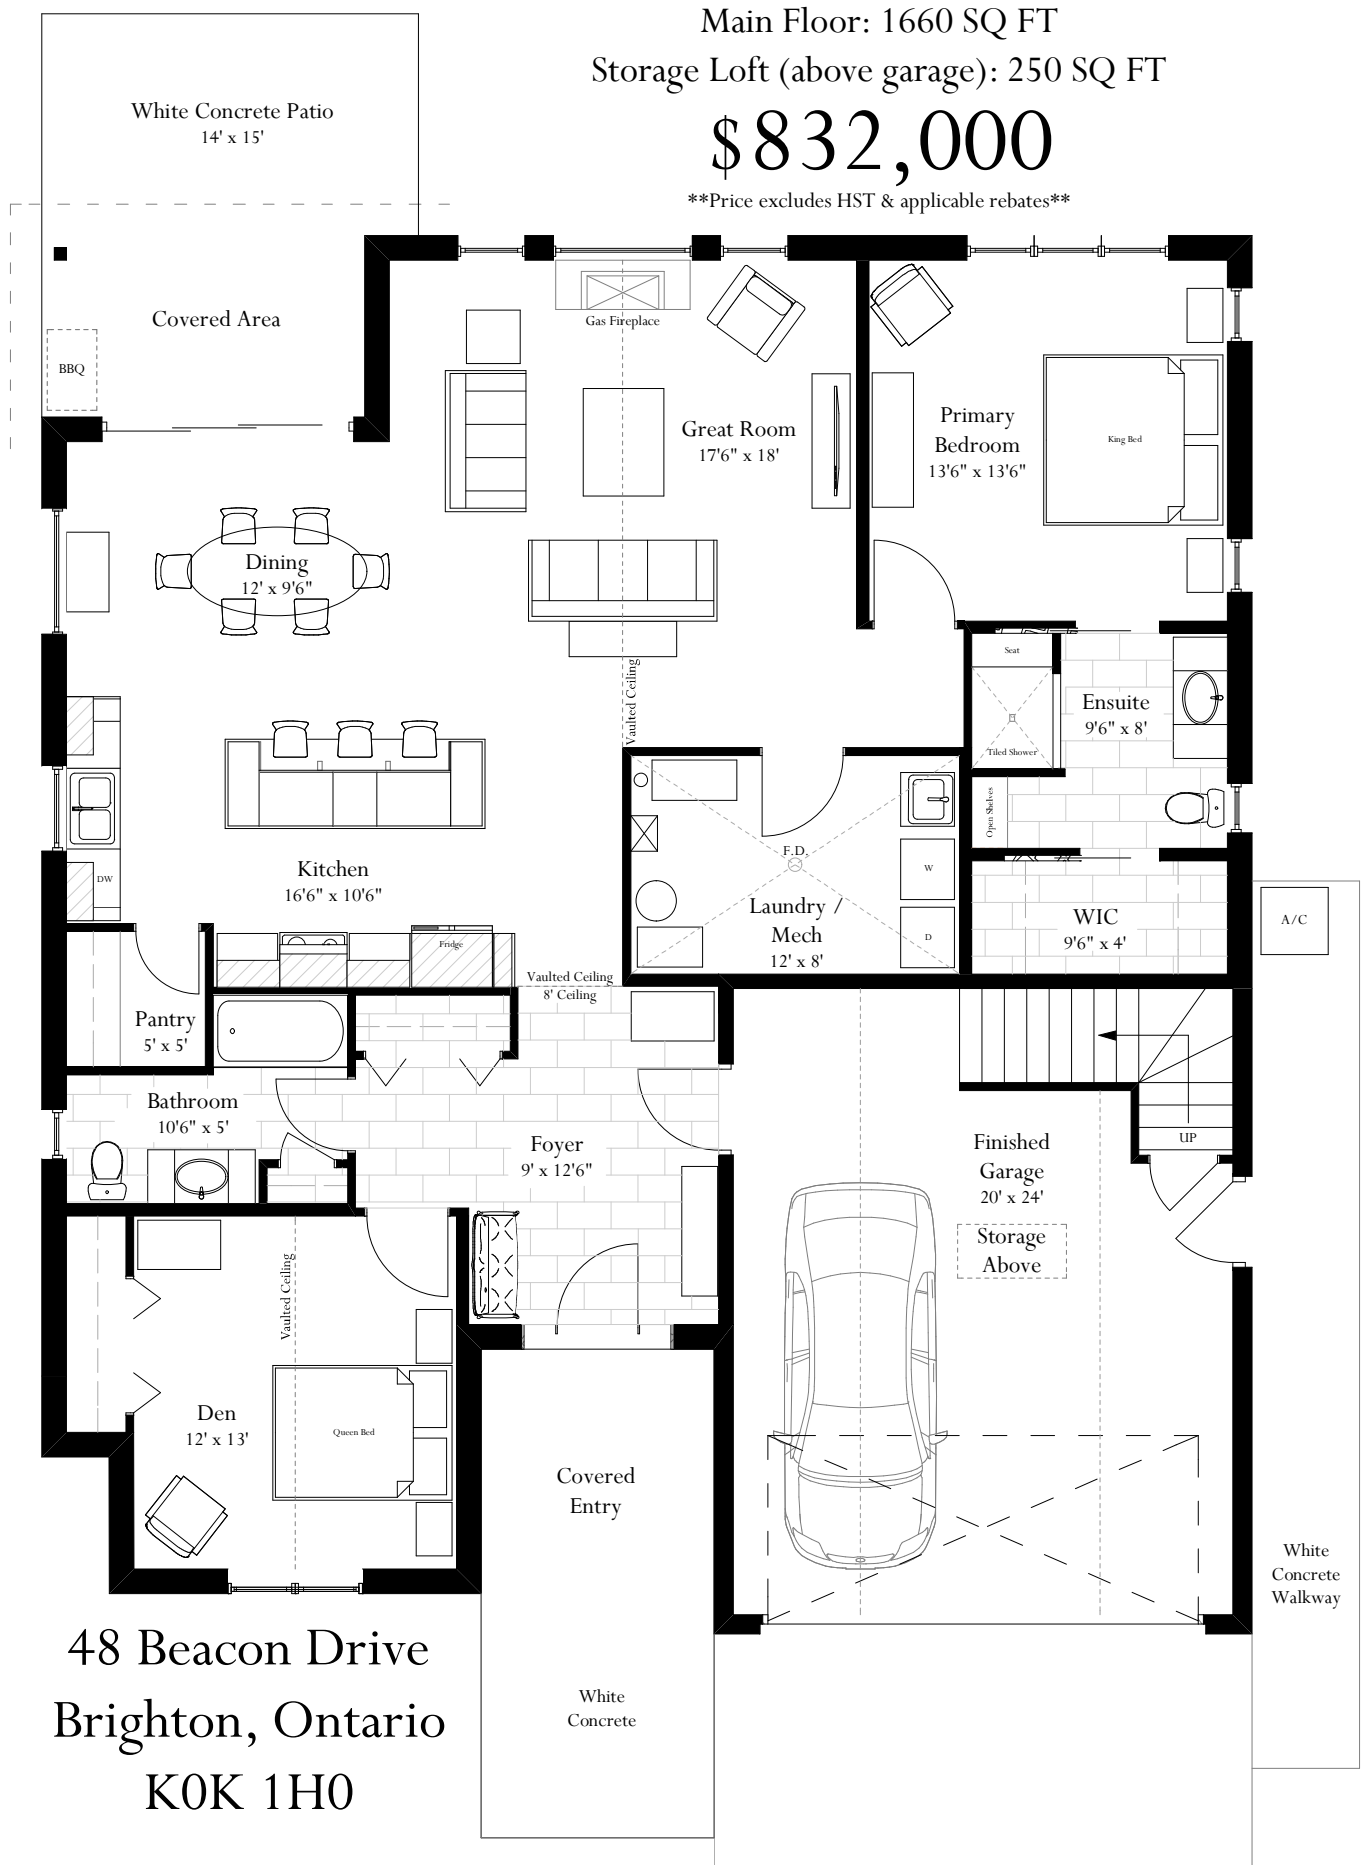 Main Floor: 1660 SQ FT
Storage Loft (above garage): 250 SQ FT
$832,000
**Price excludes HST & applicable rebates**
White Concrete Patio
14' x 15'
Covered Area
BBQ
Gas Fireplace
Great Room
17'6" x 18'
Primary
Bedroom
13'6" x 13'6"
King Bed
Dining
12' x 9'6"
Vaulted Ceiling
Seat
Tiled Shower
Ensuite
9'6" x 8'
Open Shelves
Kitchen
16'6" x 10'6"
DW
Fridge
F.D.
Laundry /
Mech
12' x 8'
W
D
WIC
9'6" x 4'
A/C
Vaulted Ceiling
8' Ceiling
Pantry
5' x 5'
Bathroom
10'6" x 5'
Foyer
9' x 12'6"
UP
Finished
Garage
20' x 24'
Storage
Above
Vaulted Ceiling
Den
12' x 13'
Queen Bed
Covered
Entry
White
Concrete
Walkway
White
Concrete
48 Beacon Drive
Brighton, Ontario
K0K 1H0